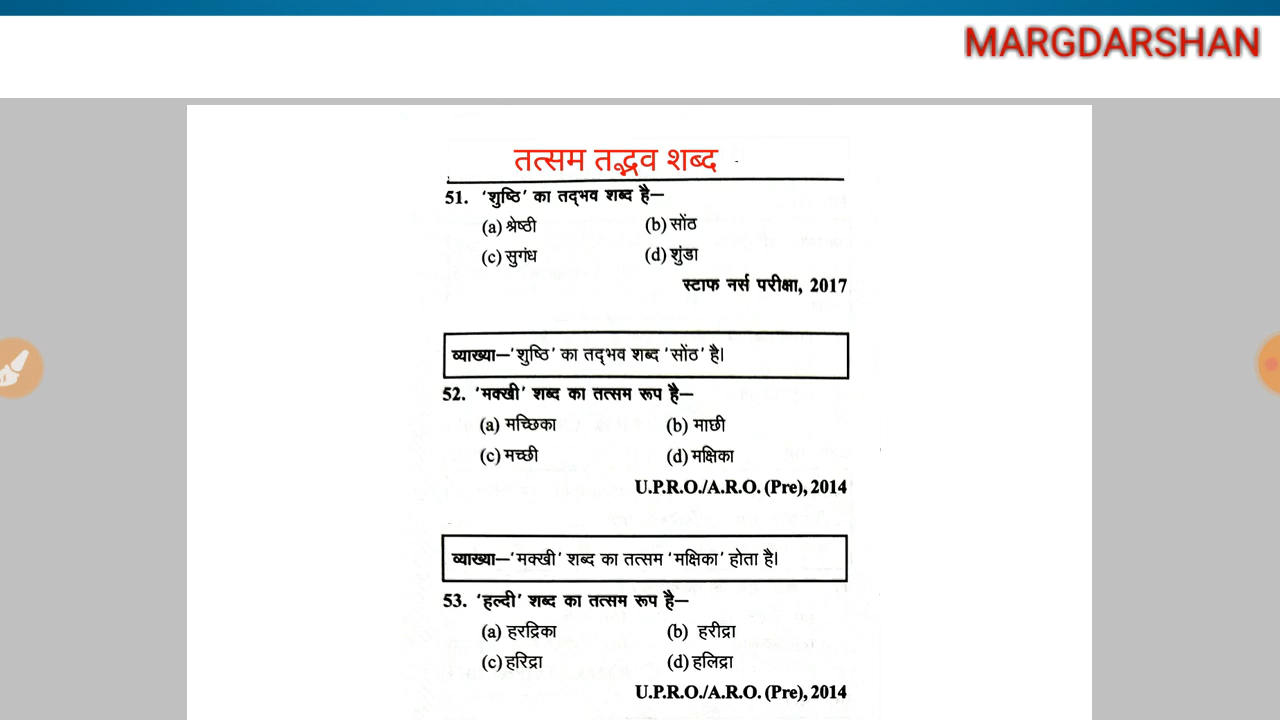 MARGDARSHAN
तत्सम तद्भव शब्द
51. 'शुष्ठि' का तद्‌भव शब्द है–
(a) श्रेष्ठी (b) सोंठ
(c) सुगंध (d) शुंडा
स्टाफ नर्स परीक्षा, 2017
व्याख्या–'शुष्ठि' का तद्‌भव शब्द 'सोंठ' है।
52. 'मक्खी' शब्द का तत्सम रूप है–
(a) मच्छिका (b) माछी
(c) मच्छी (d) मक्षिका
U.P.R.O./A.R.O. (Pre), 2014
व्याख्या–'मक्खी' शब्द का तत्सम 'मक्षिका' होता है।
53. 'हल्दी' शब्द का तत्सम रूप है–
(a) हरद्रिका (b) हरीद्रा
(c) हरिद्रा (d) हलिद्रा
U.P.R.O./A.R.O. (Pre), 2014